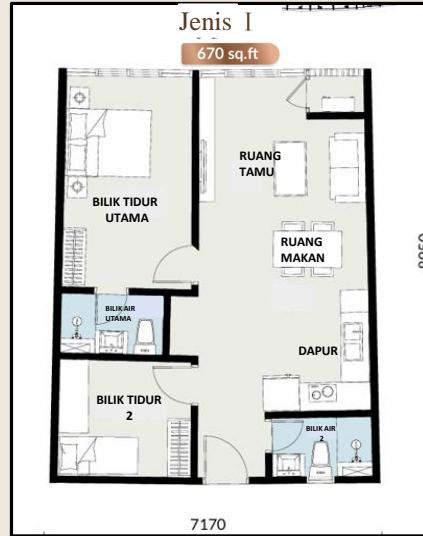 Jenis I
670 sq.ft
RUANG
TAMU
BILIK TIDUR
UTAMA
RUANG
MAKAN
BILIK AIR
UTAMA
DAPUR
BILIK TIDUR
2
BILIK AIR
2
7170